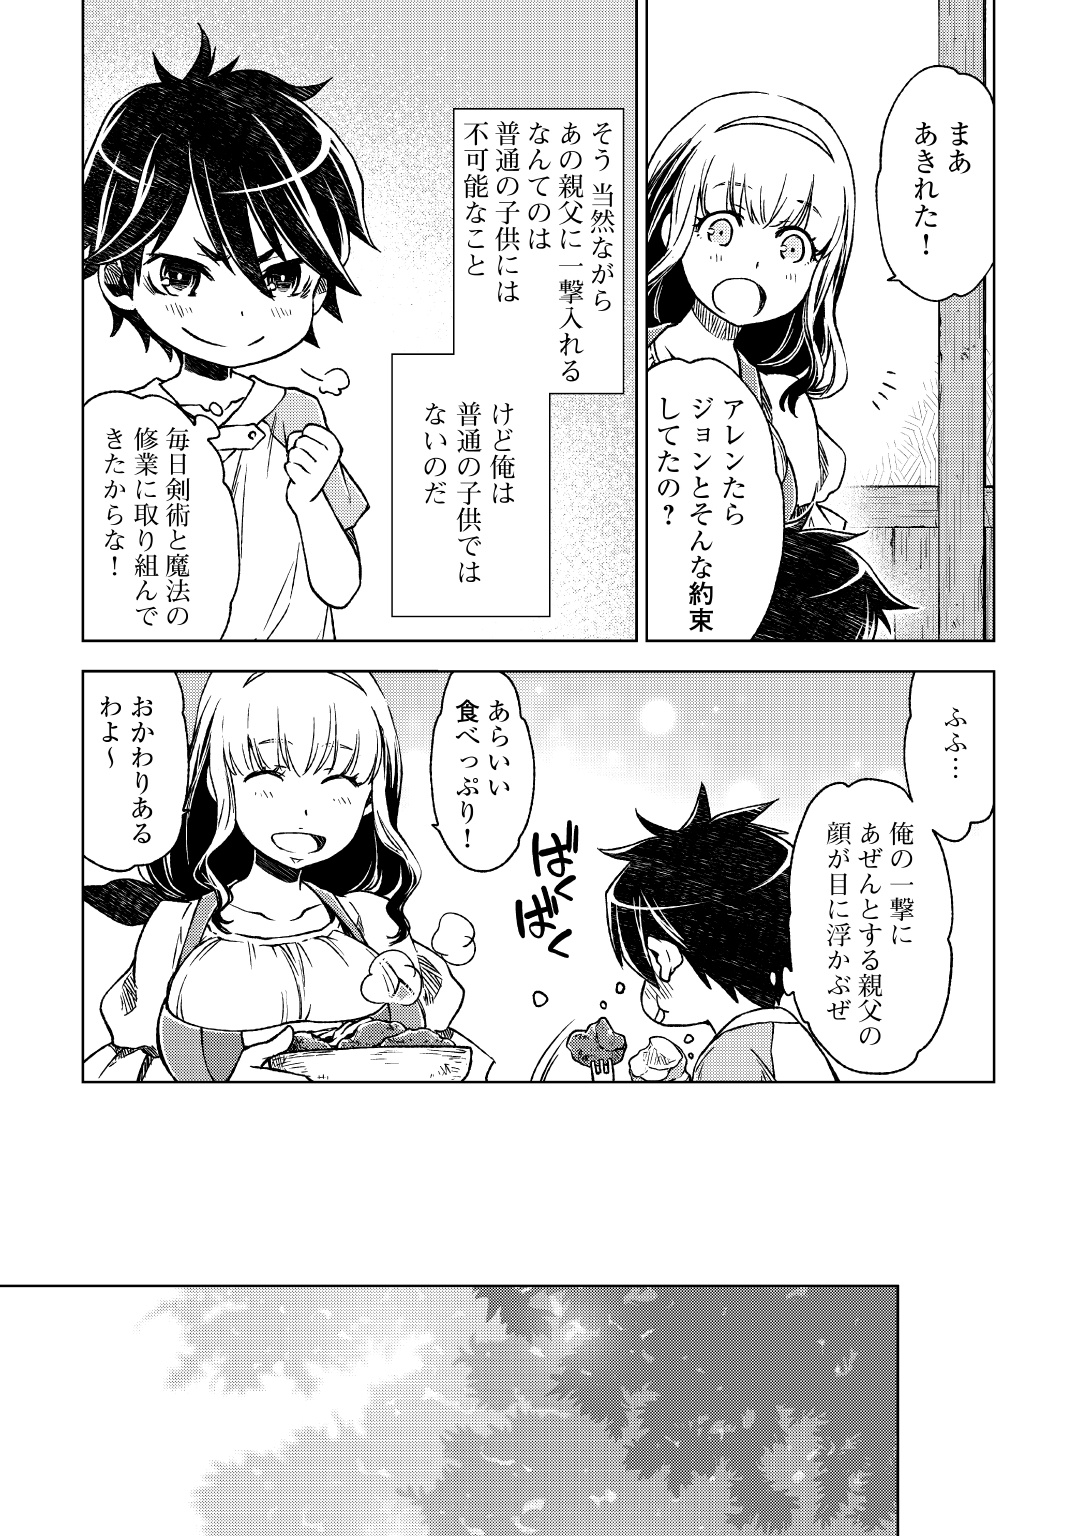 まあ
あきれた！
アレンたら
ジョンとそんな約束
してたの？
そう 当然ながら
あの親父に一撃入れる
なんてのは
普通の子供には
不可能なこと
けど俺は
普通の子供では
ないのだ
毎日剣術と魔法の
修業に取り組んで
きたからな！
ふふ…
俺の一撃に
あぜんとする親父の
顔が目に浮かぶぜ
ばくばく
あらいい
食べっぷり！
おかわりある
わよ～